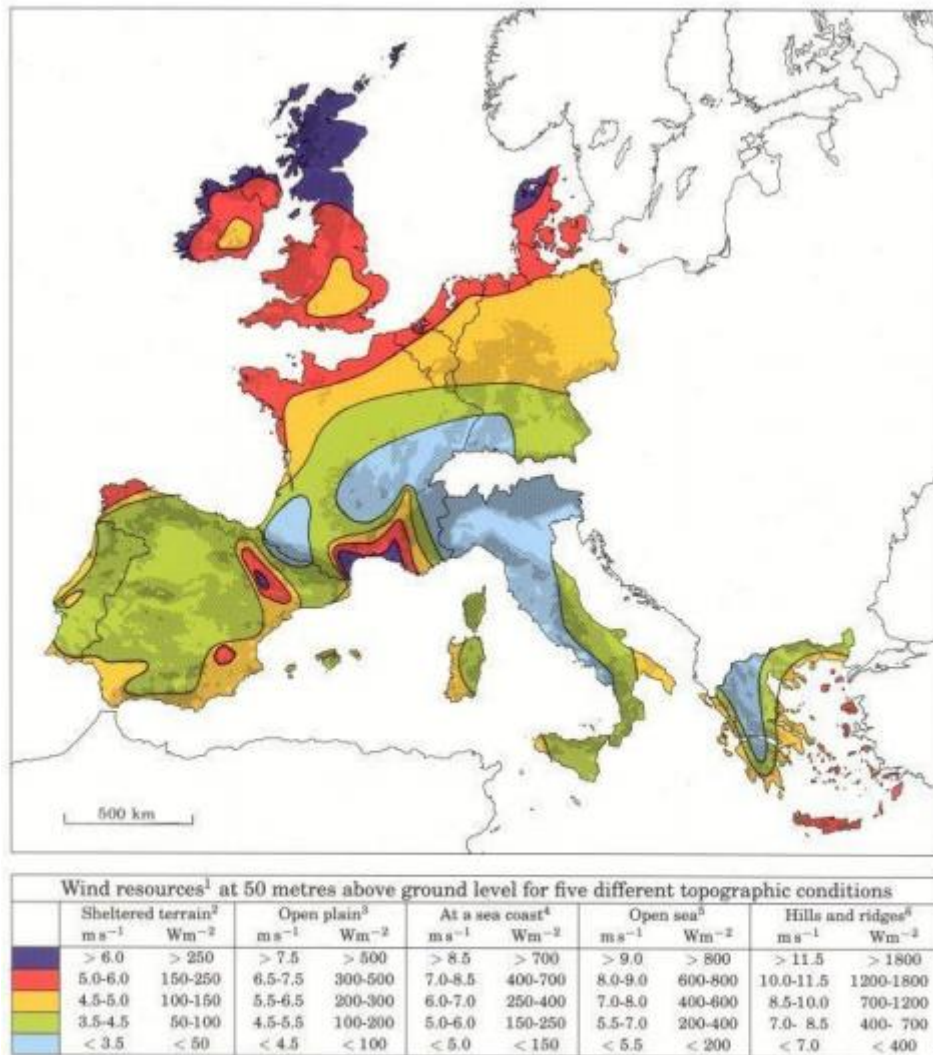 500 km
Wind resources¹ at 50 metres above ground level for five different topographic conditions
Sheltered terrain² Open plain³ At a sea coast⁴ Open sea⁵ Hills and ridges⁶
m s⁻¹ Wm⁻² m s⁻¹ Wm⁻² m s⁻¹ Wm⁻² m s⁻¹ Wm⁻² m s⁻¹ Wm⁻²
> 6.0 > 250 > 7.5 > 500 > 8.5 > 700 > 9.0 > 800 > 11.5 > 1800
5.0-6.0 150-250 6.5-7.5 300-500 7.0-8.5 400-700 8.0-9.0 600-800 10.0-11.5 1200-1800
4.5-5.0 100-150 5.5-6.5 200-300 6.0-7.0 250-400 7.0-8.0 400-600 8.5-10.0 700-1200
3.5-4.5 50-100 4.5-5.5 100-200 5.0-6.0 150-250 5.5-7.0 200-400 7.0- 8.5 400- 700
< 3.5 < 50 < 4.5 < 100 < 5.0 < 150 < 5.5 < 200 < 7.0 < 400